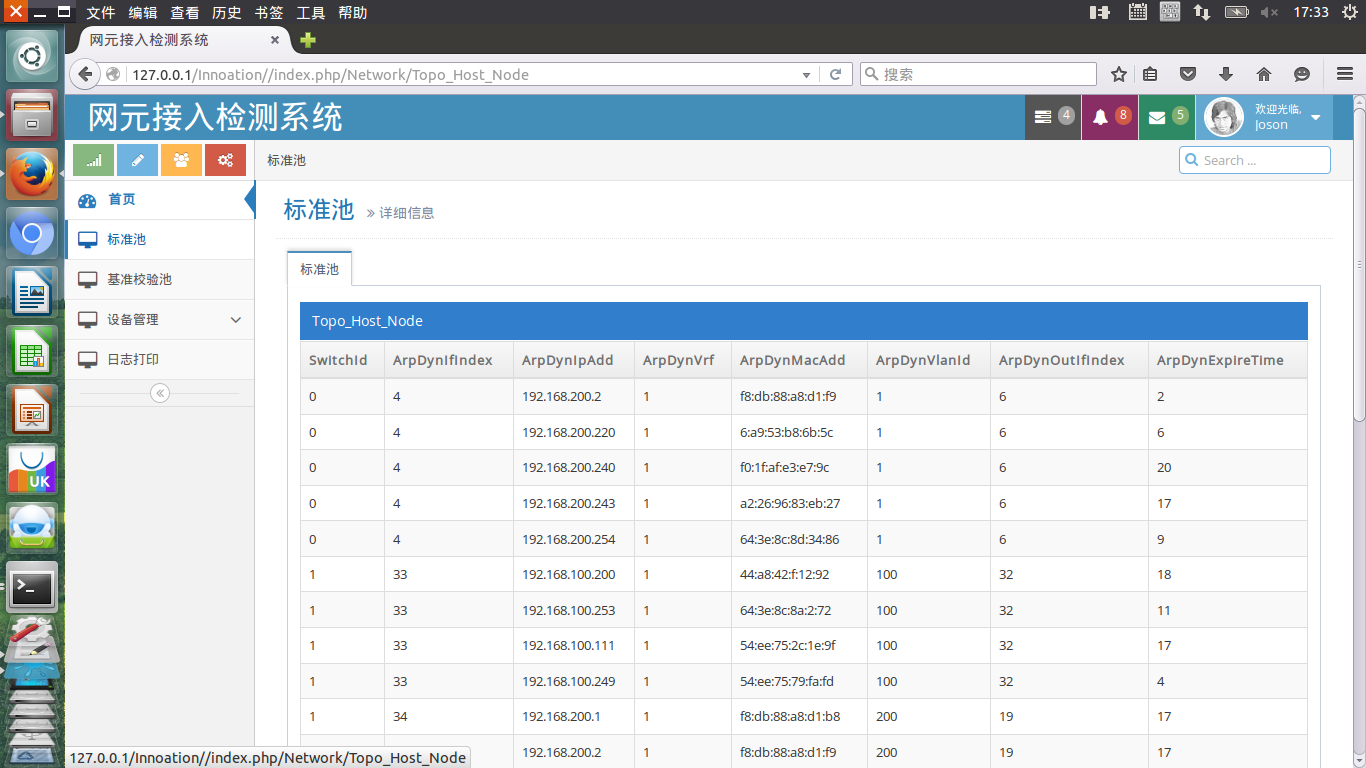 文件 编辑 查看 历史 书签 工具 帮助 17:33
网元接入检测系统
127.0.0.1/Innoation//index.php/Network/Topo_Host_Node 搜索
网元接入检测系统 4 8 5 欢迎光临, Joson
标准池 Search ...
首页
标准池
基准校验池
设备管理
日志打印
标准池 » 详细信息
标准池
Topo_Host_Node
SwitchId ArpDynIfIndex ArpDynIpAdd ArpDynVrf ArpDynMacAdd ArpDynVlanId ArpDynOutIfIndex ArpDynExpireTime
0 4 192.168.200.2 1 f8:db:88:a8:d1:f9 1 6 2
0 4 192.168.200.220 1 6:a9:53:b8:6b:5c 1 6 6
0 4 192.168.200.240 1 f0:1f:af:e3:e7:9c 1 6 20
0 4 192.168.200.243 1 a2:26:96:83:eb:27 1 6 17
0 4 192.168.200.254 1 64:3e:8c:8d:34:86 1 6 9
1 33 192.168.100.200 1 44:a8:42:f:12:92 100 32 18
1 33 192.168.100.253 1 64:3e:8c:8a:2:72 100 32 11
1 33 192.168.100.111 1 54:ee:75:2c:1e:9f 100 32 17
1 33 192.168.100.249 1 54:ee:75:79:fa:fd 100 32 4
1 34 192.168.200.1 1 f8:db:88:a8:d1:b8 200 19 17
192.168.200.2 1 f8:db:88:a8:d1:f9 200 19 17
127.0.0.1/Innoation//index.php/Network/Topo_Host_Node
UK